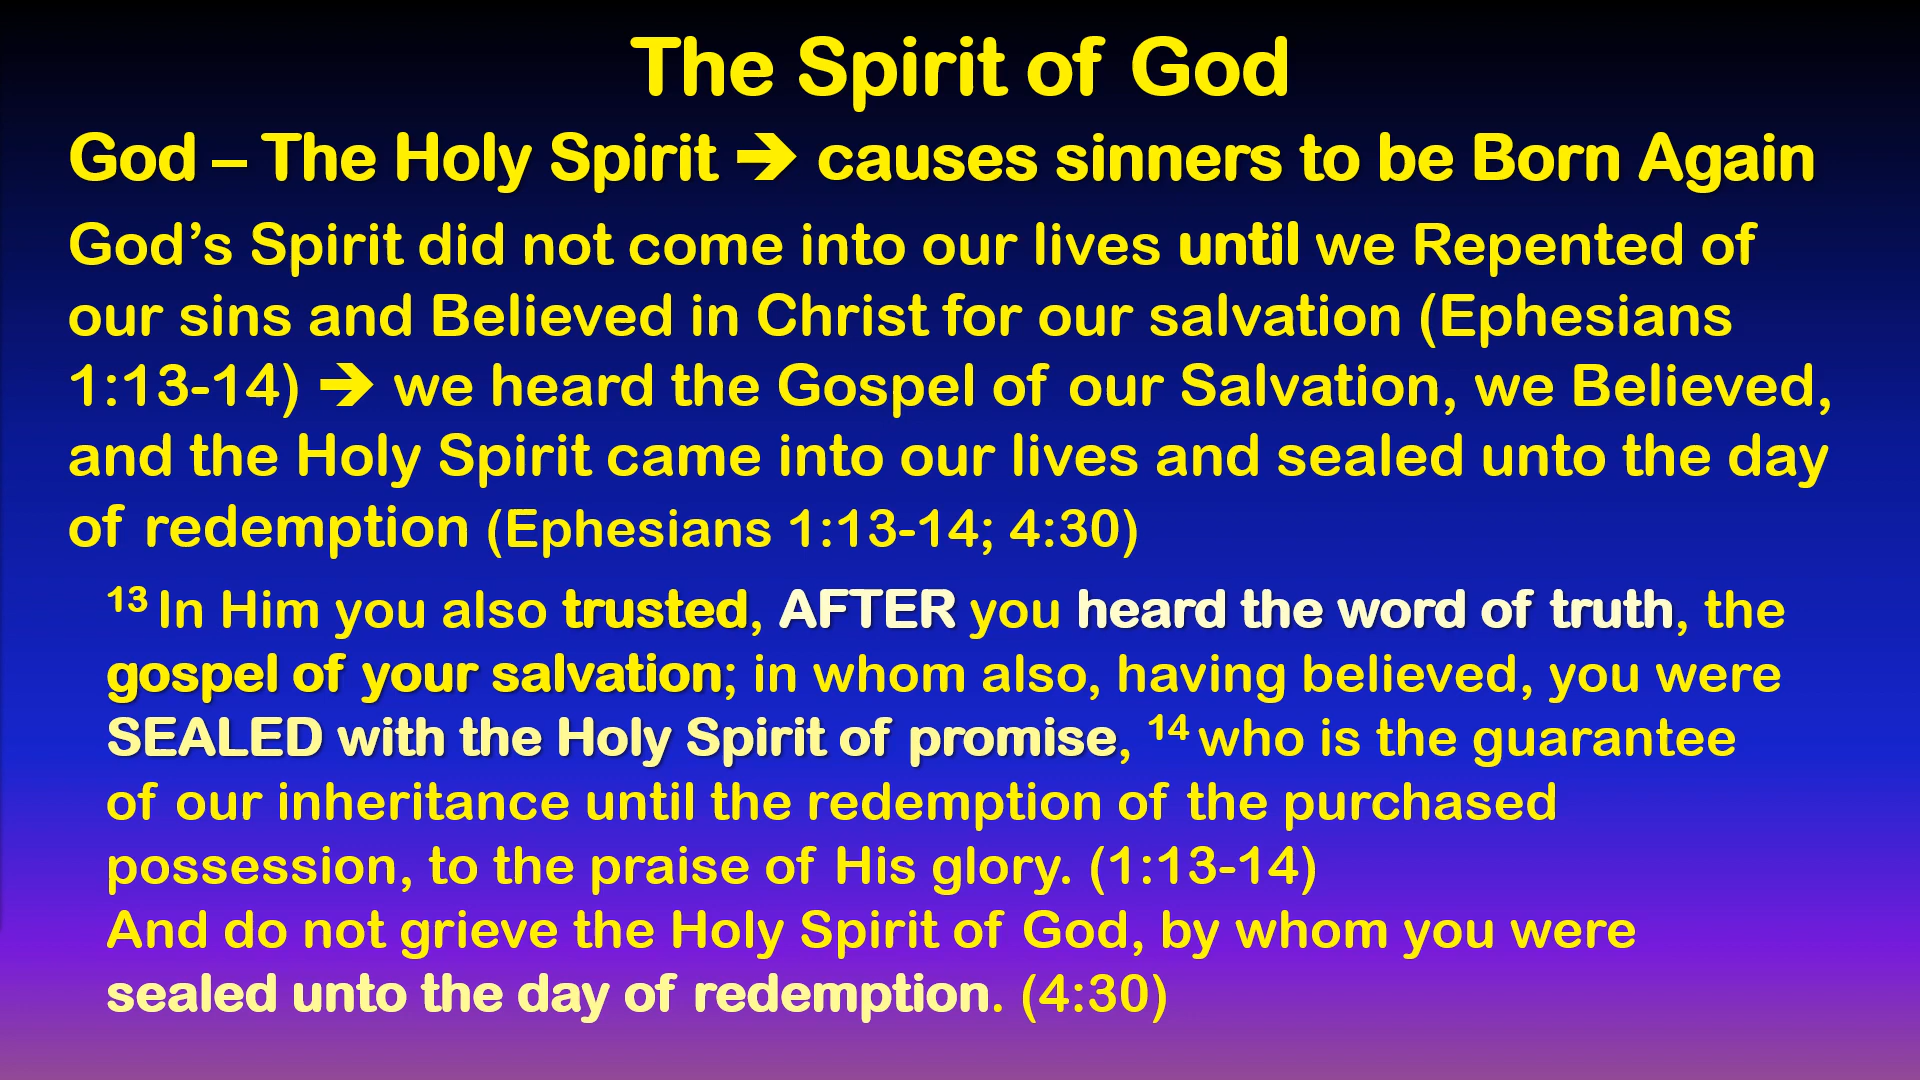 The Spirit of God
God – The Holy Spirit ➔ causes sinners to be Born Again
God’s Spirit did not come into our lives until we Repented of
our sins and Believed in Christ for our salvation (Ephesians
1:13-14) ➔ we heard the Gospel of our Salvation, we Believed,
and the Holy Spirit came into our lives and sealed unto the day
of redemption (Ephesians 1:13-14; 4:30)
13 In Him you also trusted, AFTER you heard the word of truth, the
gospel of your salvation; in whom also, having believed, you were
SEALED with the Holy Spirit of promise, 14 who is the guarantee
of our inheritance until the redemption of the purchased
possession, to the praise of His glory. (1:13-14)
And do not grieve the Holy Spirit of God, by whom you were
sealed unto the day of redemption. (4:30)